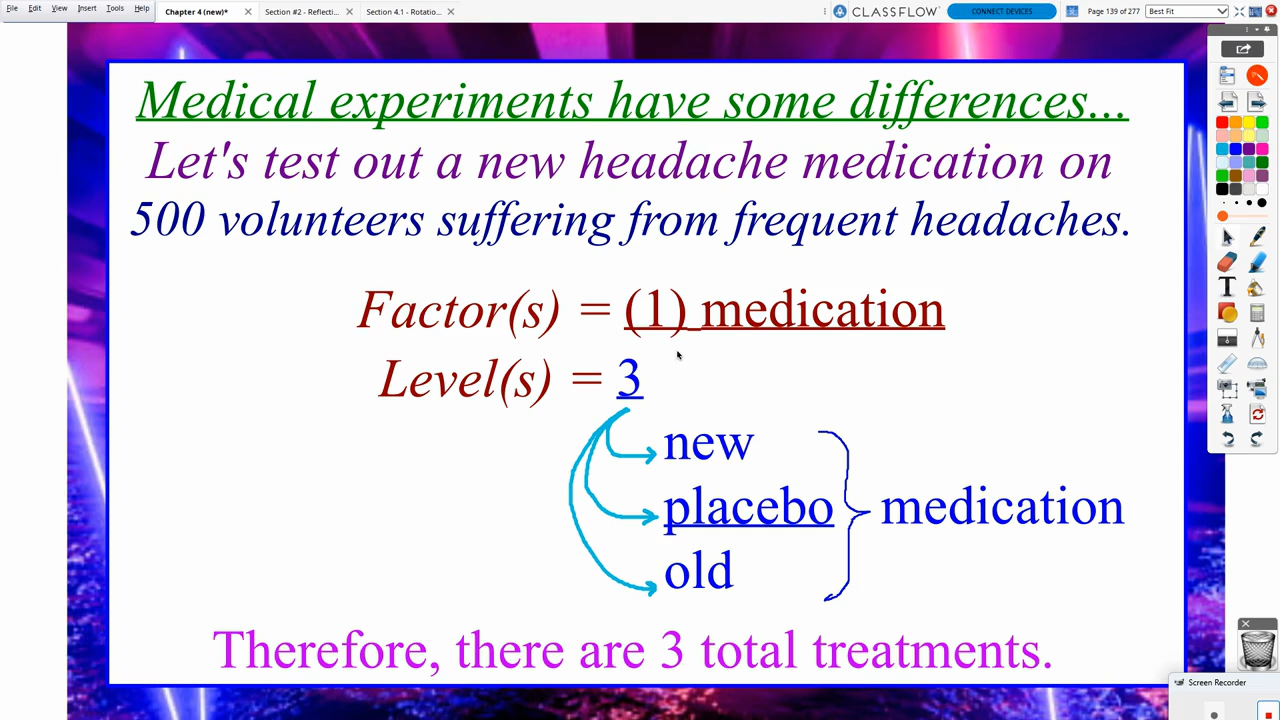 File Edit View Insert Tools Help
Chapter 4 (new)* Section #2 - Reflecti... Section 4.1 - Rotatio...
CLASSFLOW CONNECT DEVICES Page 139 of 277 Best Fit
Medical experiments have some differences...
Let's test out a new headache medication on
500 volunteers suffering from frequent headaches.
Factor(s) = (1) medication
Level(s) = 3
new
placebo
medication
old
Therefore, there are 3 total treatments.
Screen Recorder